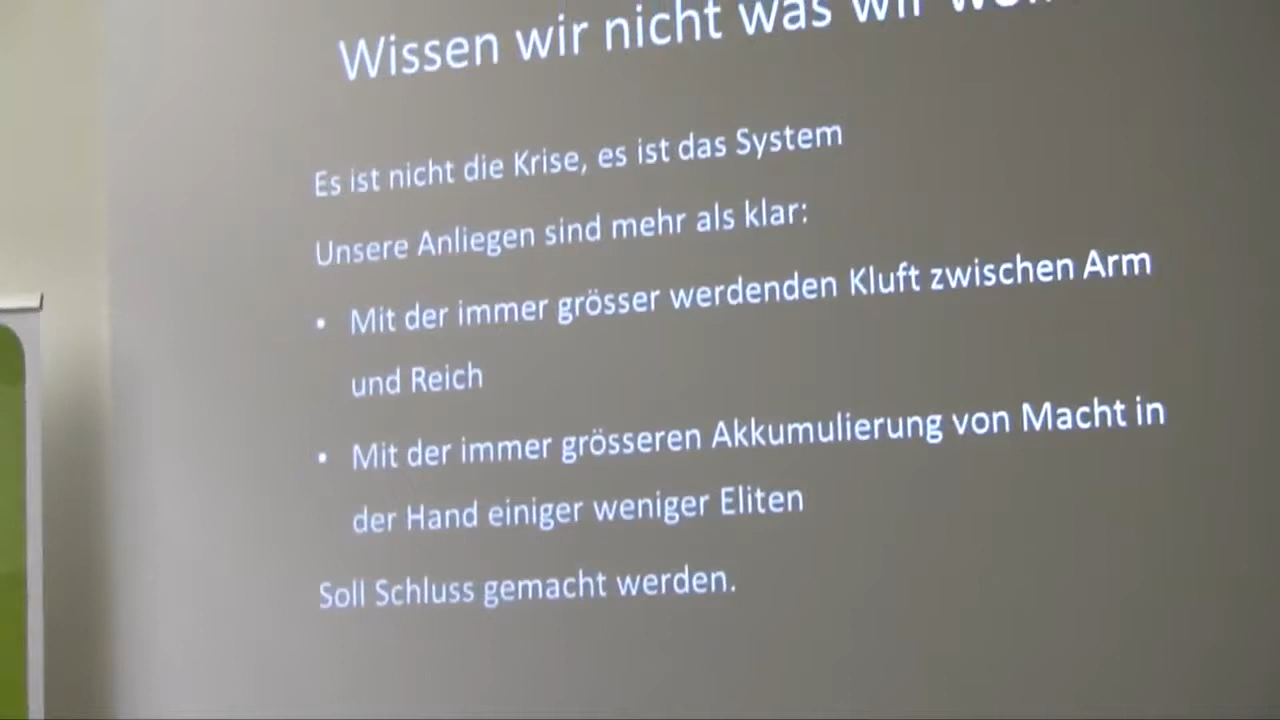 Wissen wir nicht was wir
Es ist nicht die Krise, es ist das System
Unsere Anliegen sind mehr als klar:
• Mit der immer grösser werdenden Kluft zwischen Arm
und Reich
• Mit der immer grösseren Akkumulierung von Macht in
der Hand einiger weniger Eliten
Soll Schluss gemacht werden.